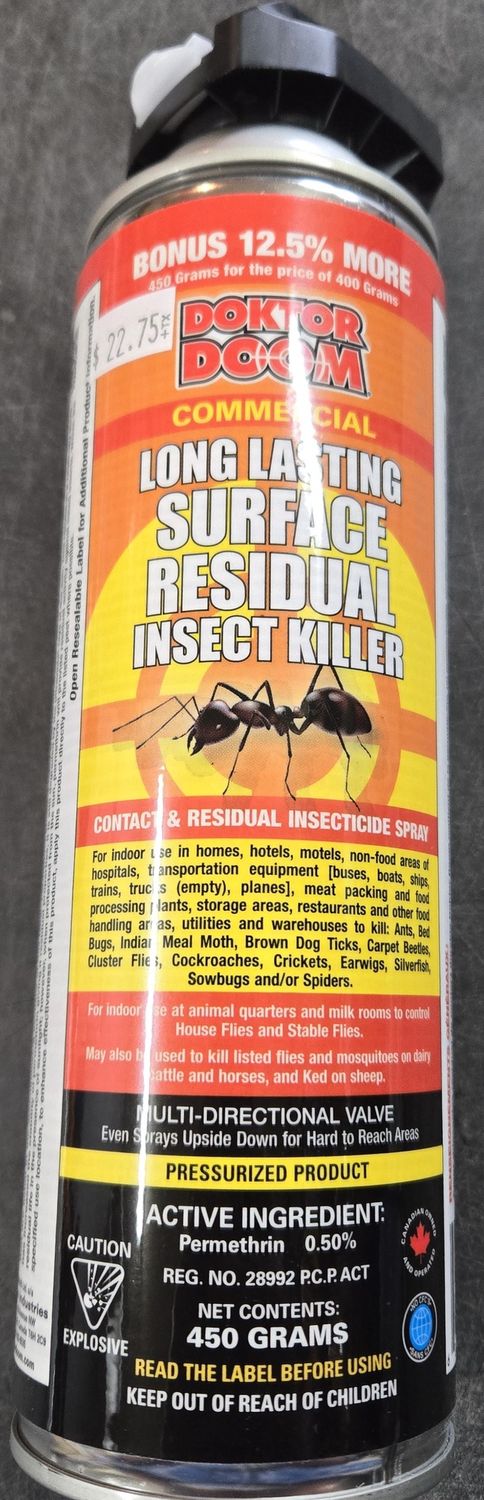 BONUS 12.5% MORE
450 Grams for the price of 400 Grams
22.75+TX
DOKTOR
DOOM
COMMERCIAL
LONG LASTING
SURFACE
RESIDUAL
INSECT KILLER
CONTACT & RESIDUAL INSECTICIDE SPRAY
For indoor use in homes, hotels, motels, non-food areas of
hospitals, transportation equipment [buses, boats, ships,
trains, trucks (empty), planes], meat packing and food
processing plants, storage areas, restaurants and other food
handling areas, utilities and warehouses to kill: Ants, Bed
Bugs, Indian Meal Moth, Brown Dog Ticks, Carpet Beetles,
Cluster Flies, Cockroaches, Crickets, Earwigs, Silverfish,
Sowbugs and/or Spiders.
For indoor use at animal quarters and milk rooms to control
House Flies and Stable Flies.
May also be used to kill listed flies and mosquitoes on dairy
cattle and horses, and Ked on sheep.
MULTI-DIRECTIONAL VALVE
Even Sprays Upside Down for Hard to Reach Areas
PRESSURIZED PRODUCT
ACTIVE INGREDIENT:
Permethrin 0.50%
REG. NO. 28992 P.C.P. ACT
NET CONTENTS:
450 GRAMS
READ THE LABEL BEFORE USING
KEEP OUT OF REACH OF CHILDREN
CAUTION
EXPLOSIVE
CANADIAN OWNED
AND OPERATED
Open Resealable Label for Additional Product Information.